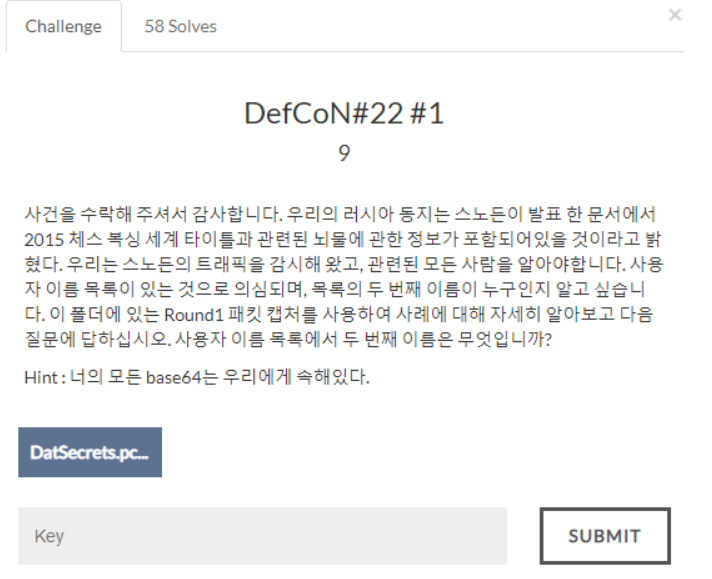 Challenge
58 Solves
×
DefCoN#22 #1
9
사건을 수락해 주셔서 감사합니다. 우리의 러시아 동지는 스노든이 발표 한 문서에서
2015 체스 복싱 세계 타이틀과 관련된 뇌물에 관한 정보가 포함되어있을 것이라고 밝
혔다. 우리는 스노든의 트래픽을 감시해 왔고, 관련된 모든 사람을 알아야합니다. 사용
자 이름 목록이 있는 것으로 의심되며, 목록의 두 번째 이름이 누구인지 알고 싶습니
다. 이 폴더에 있는 Round1 패킷 캡처를 사용하여 사례에 대해 자세히 알아보고 다음
질문에 답하십시오. 사용자 이름 목록에서 두 번째 이름은 무엇입니까?
Hint : 너의 모든 base64는 우리에게 속해있다.
DatSecrets.pc...
Key
SUBMIT